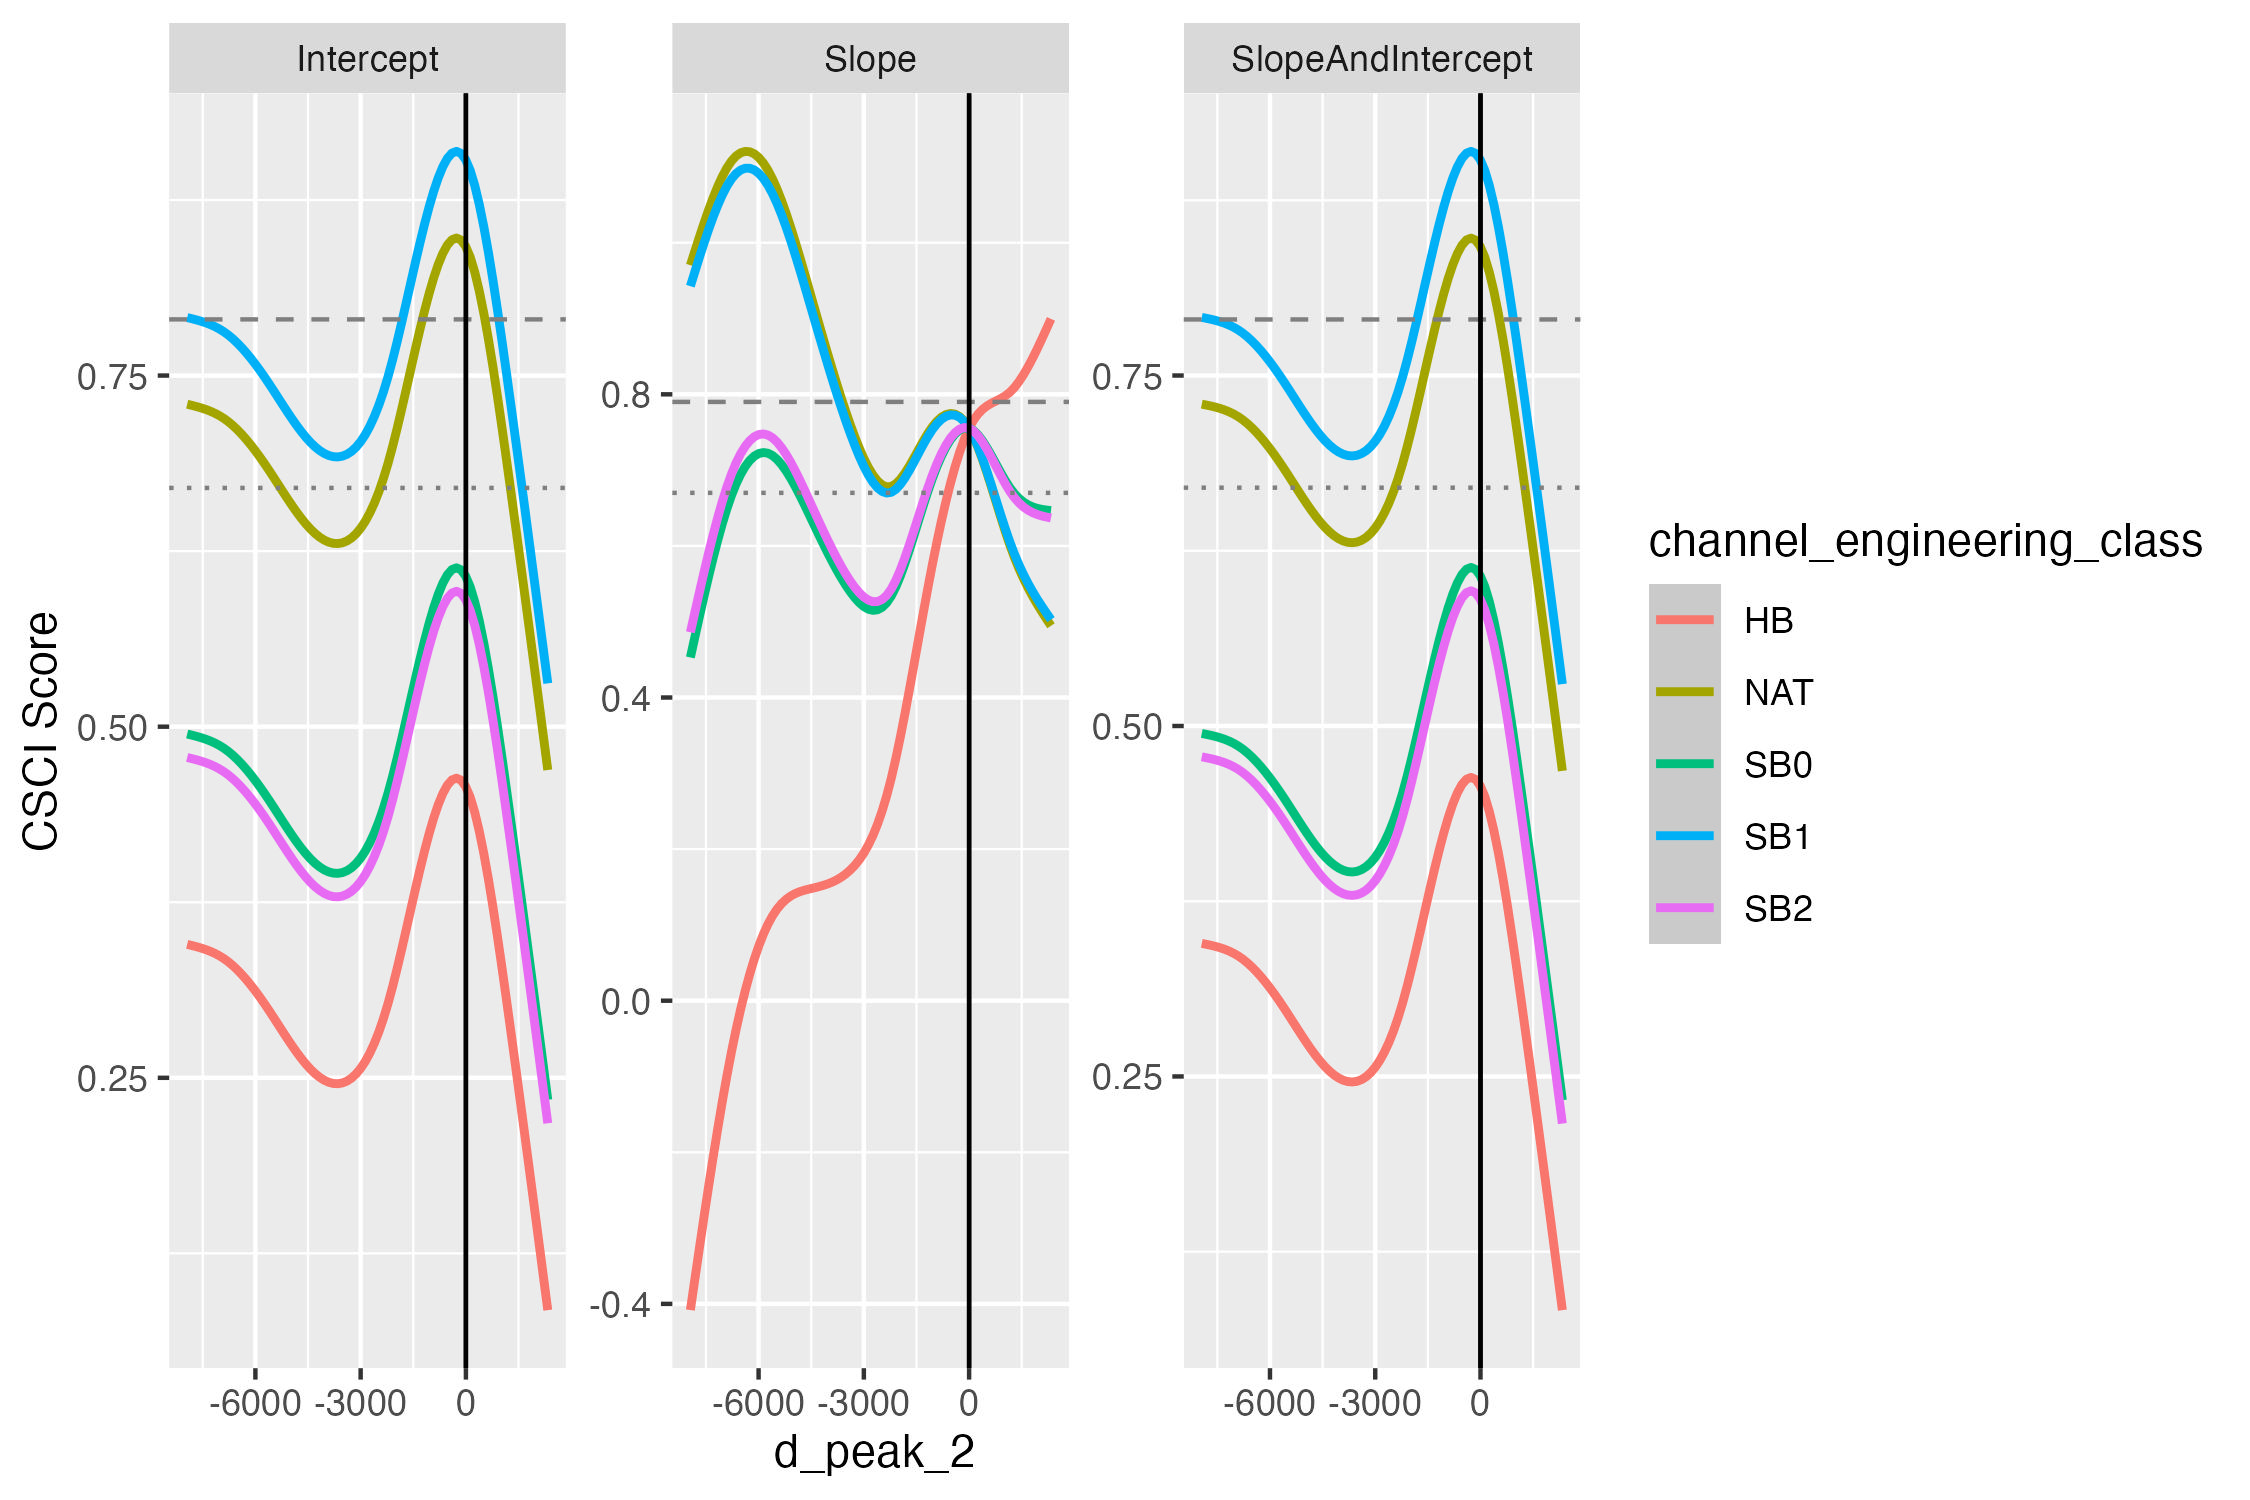 Intercept
Slope
SlopeAndIntercept
CSCI Score
0.75
0.50
0.25
0.8
0.4
0.0
-0.4
0.75
0.50
0.25
-6000 -3000 0
-6000 -3000 0
-6000 -3000 0
d_peak_2
channel_engineering_class
HB
NAT
SB0
SB1
SB2